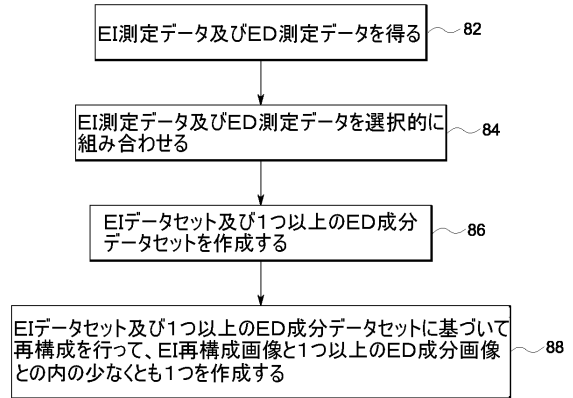 EI測定データ及びED測定データを得る
82
EI測定データ及びED測定データを選択的に
組み合わせる
84
EIデータセット及び1つ以上のED成分
データセットを作成する
86
EIデータセット及び1つ以上のED成分データセットに基づいて
再構成を行って、EI再構成画像と1つ以上のED成分画像
との内の少なくとも1つを作成する
88